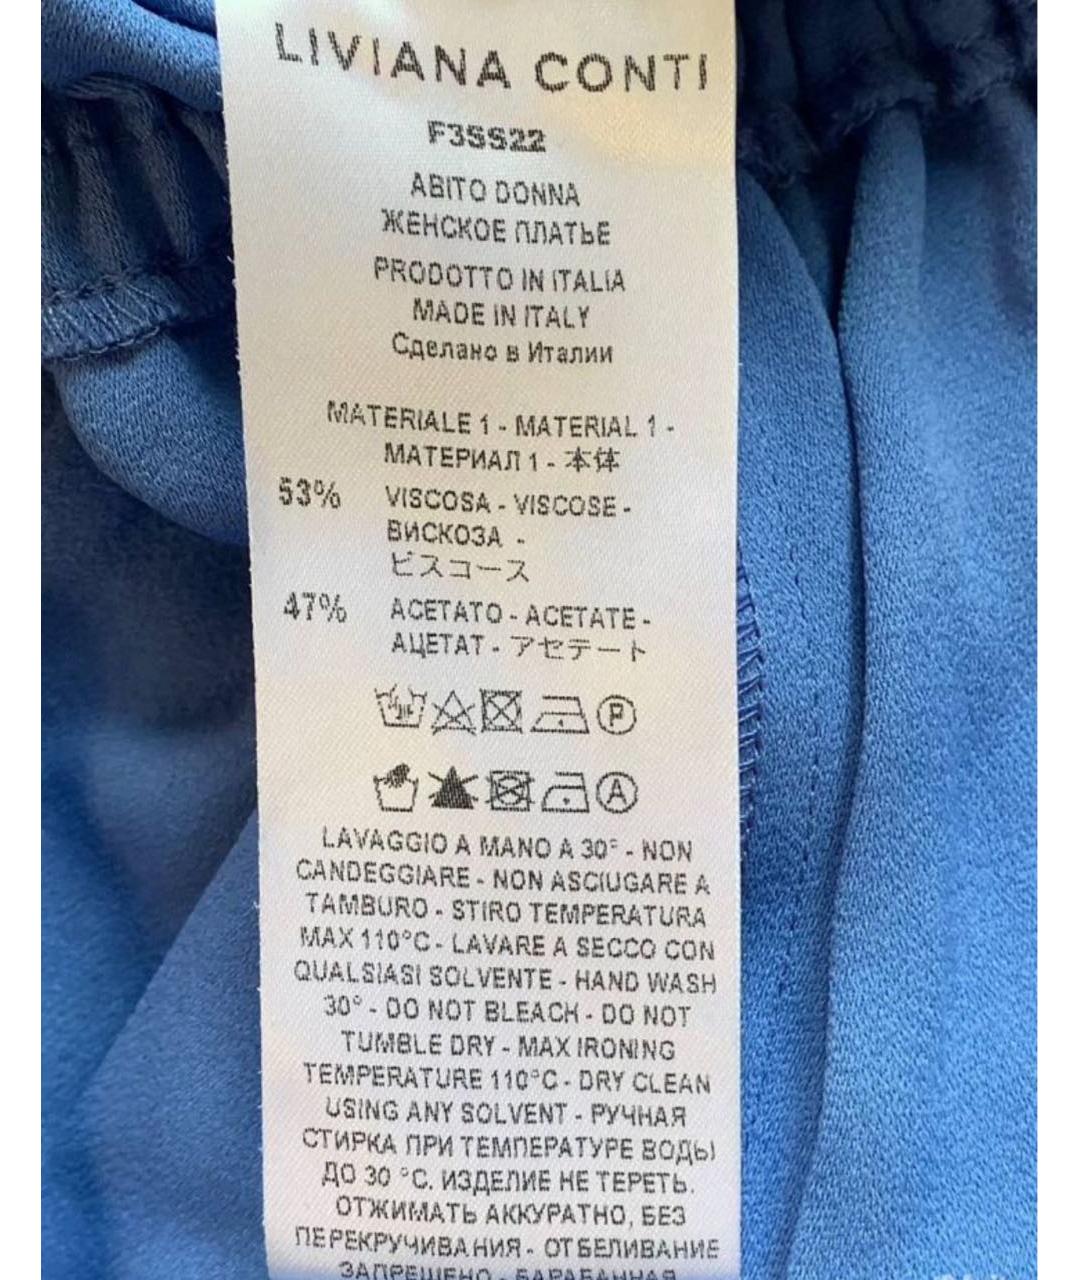 LIVIANA CONTI
F3SS22
ABITO DONNA
ЖЕНСКОЕ ПЛАТЬЕ
PRODOTTO IN ITALIA
MADE IN ITALY
Сделано в Италии
MATERIALE 1 - MATERIAL 1 -
МАТЕРИАЛ 1 - 本体
53% VISCOSA - VISCOSE -
ВИСКОЗА -
ビスコース
47% ACETATO - ACETATE -
АЦЕТАТ - アセテート
P
A
LAVAGGIO A MANO A 30° - NON
CANDEGGIARE - NON ASCIUGARE A
TAMBURO - STIRO TEMPERATURA
MAX 110°C - LAVARE A SECCO CON
QUALSIASI SOLVENTE - HAND WASH
30° - DO NOT BLEACH - DO NOT
TUMBLE DRY - MAX IRONING
TEMPERATURE 110°C - DRY CLEAN
USING ANY SOLVENT - РУЧНАЯ
СТИРКА ПРИ ТЕМПЕРАТУРЕ ВОДЫ
ДО 30 °C. ИЗДЕЛИЕ НЕ ТЕРЕТЬ.
ОТЖИМАТЬ АККУРАТНО, БЕЗ
ПЕРЕКРУЧИВАНИЯ - ОТБЕЛИВАНИЕ
ЗАПРЕЩЕНО - БАРАБАННАЯ